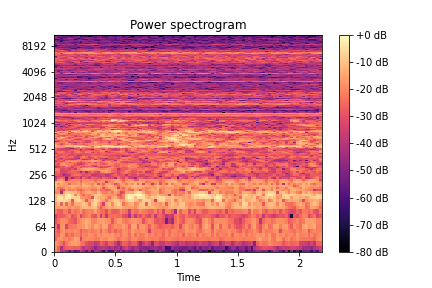 Power spectrogram
+0 dB
8192
-10 dB
4096
-20 dB
2048
-30 dB
1024
-40 dB
Hz
512
-50 dB
256
-60 dB
128
64
-70 dB
0
-80 dB
0
0.5
1
1.5
2
Time